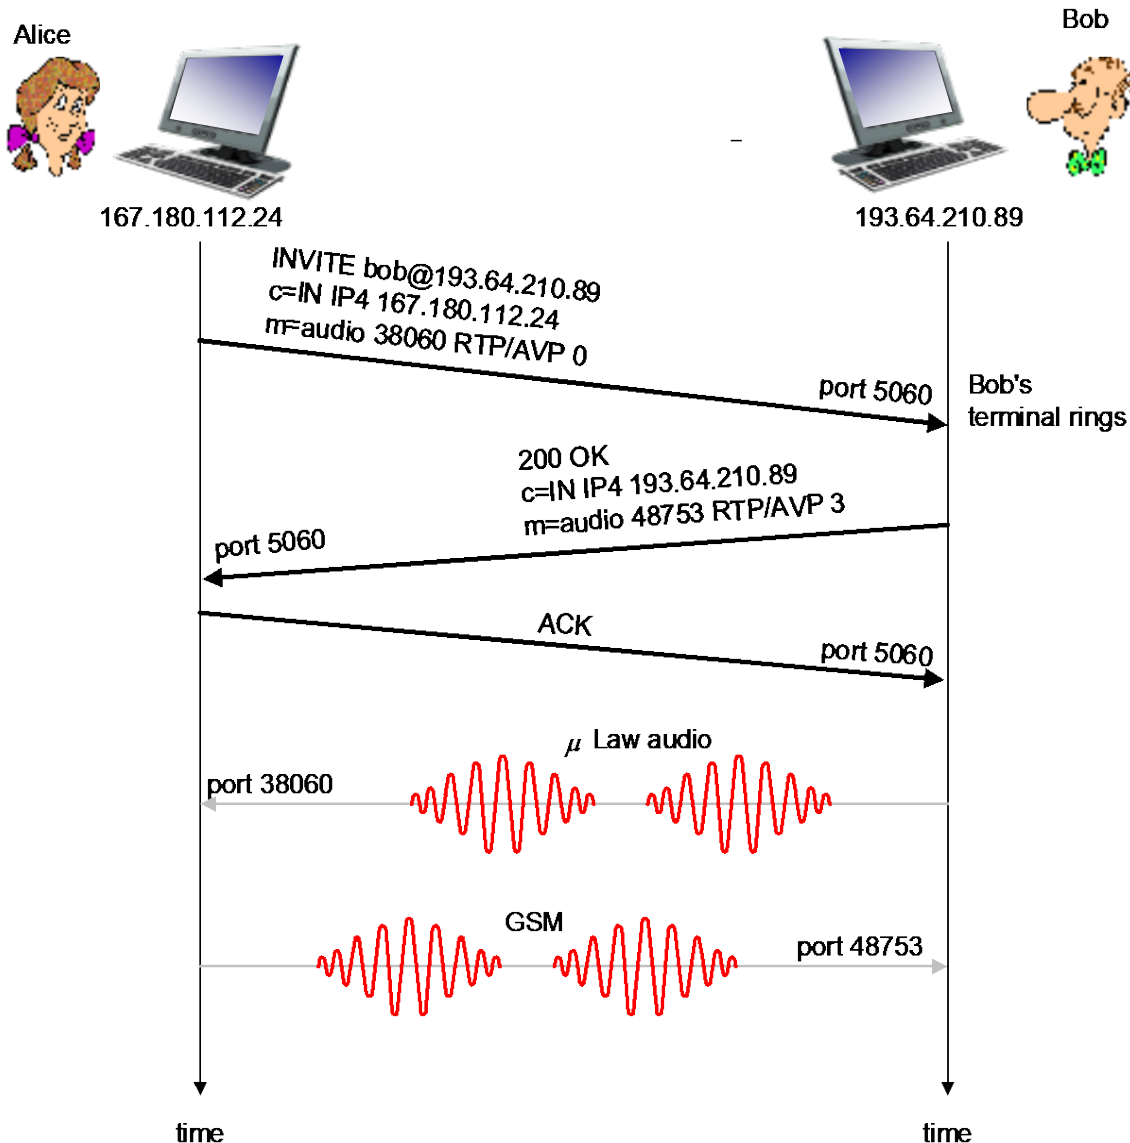 Alice
Bob
167.180.112.24
193.64.210.89
INVITE bob@193.64.210.89
c=IN IP4 167.180.112.24
m=audio 38060 RTP/AVP 0
port 5060
Bob's
terminal rings
200 OK
c=IN IP4 193.64.210.89
m=audio 48753 RTP/AVP 3
port 5060
ACK
port 5060
μ Law audio
port 38060
GSM
port 48753
time
time